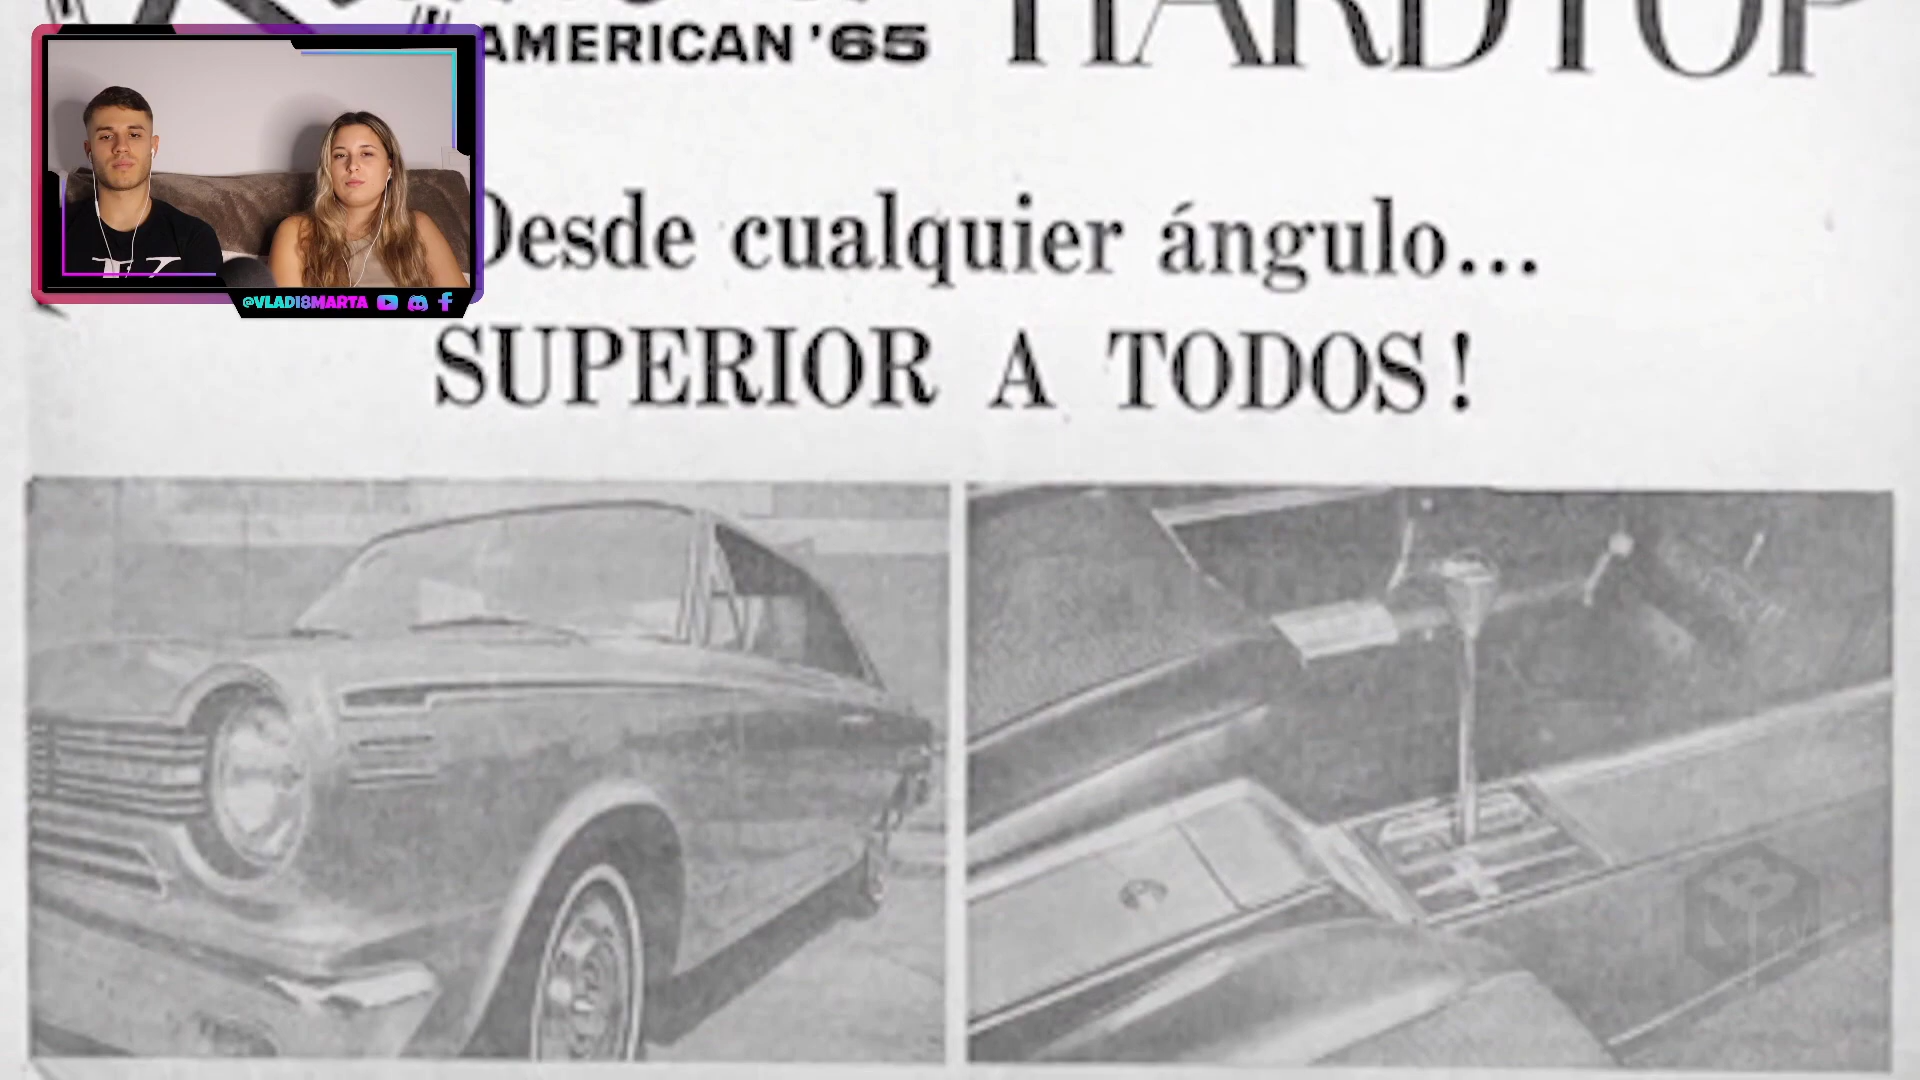 AMERICAN '65
HARDTOP
@VLADI8MARTA
Desde cualquier ángulo...
SUPERIOR A TODOS!